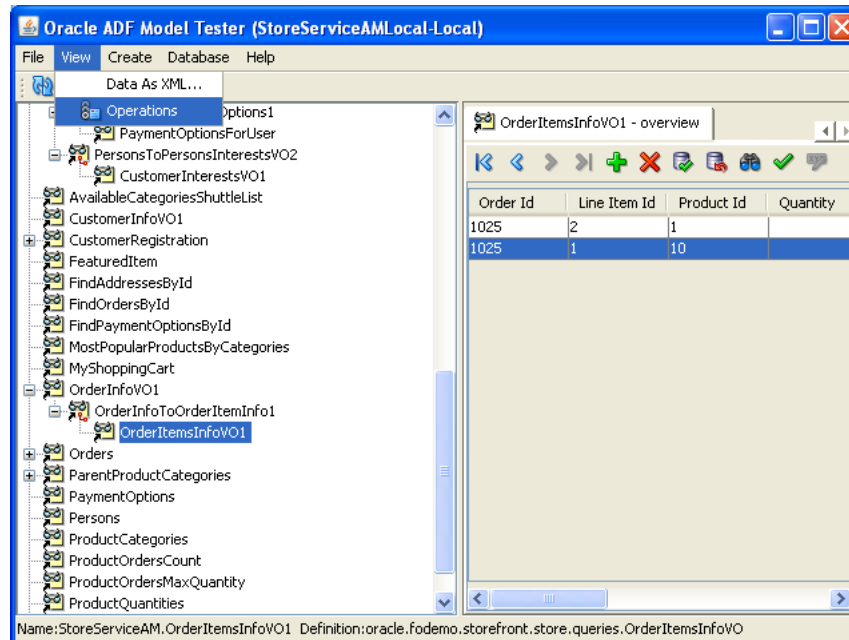 Oracle ADF Model Tester (StoreServiceAMLocal-Local)
File View Create Database Help
Data As XML...
Operations
Options1
PaymentOptionsForUser
PersonsToPersonsInterestsVO2
CustomerInterestsVO1
AvailableCategoriesShuttleList
CustomerInfoVO1
CustomerRegistration
FeaturedItem
FindAddressesById
FindOrdersById
FindPaymentOptionsById
MostPopularProductsByCategories
MyShoppingCart
OrderInfoVO1
OrderInfoToOrderItemInfo1
OrderItemsInfoVO1
Orders
ParentProductCategories
PaymentOptions
Persons
ProductCategories
ProductOrdersCount
ProductOrdersMaxQuantity
ProductQuantities
OrderItemsInfoVO1 - overview
Order Id Line Item Id Product Id Quantity
1025 2 1
1025 1 10
Name:StoreServiceAM.OrderItemsInfoVO1 Definition:oracle.fodemo.storefront.store.queries.OrderItemsInfoVO